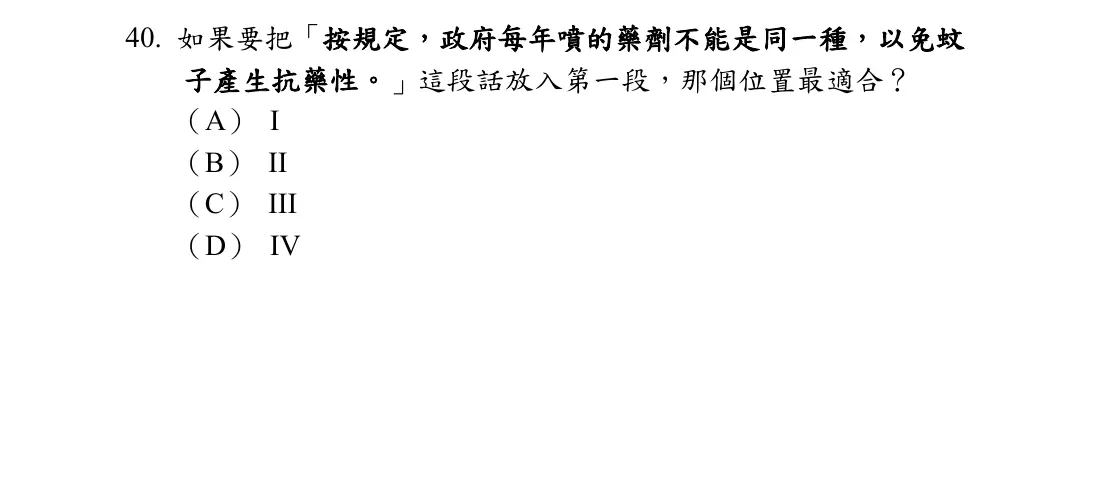 40. 如果要把「按規定，政府每年噴的藥劑不能是同一種，以免蚊
子產生抗藥性。」這段話放入第一段，那個位置最適合？
（A） I
（B） II
（C） III
（D） IV